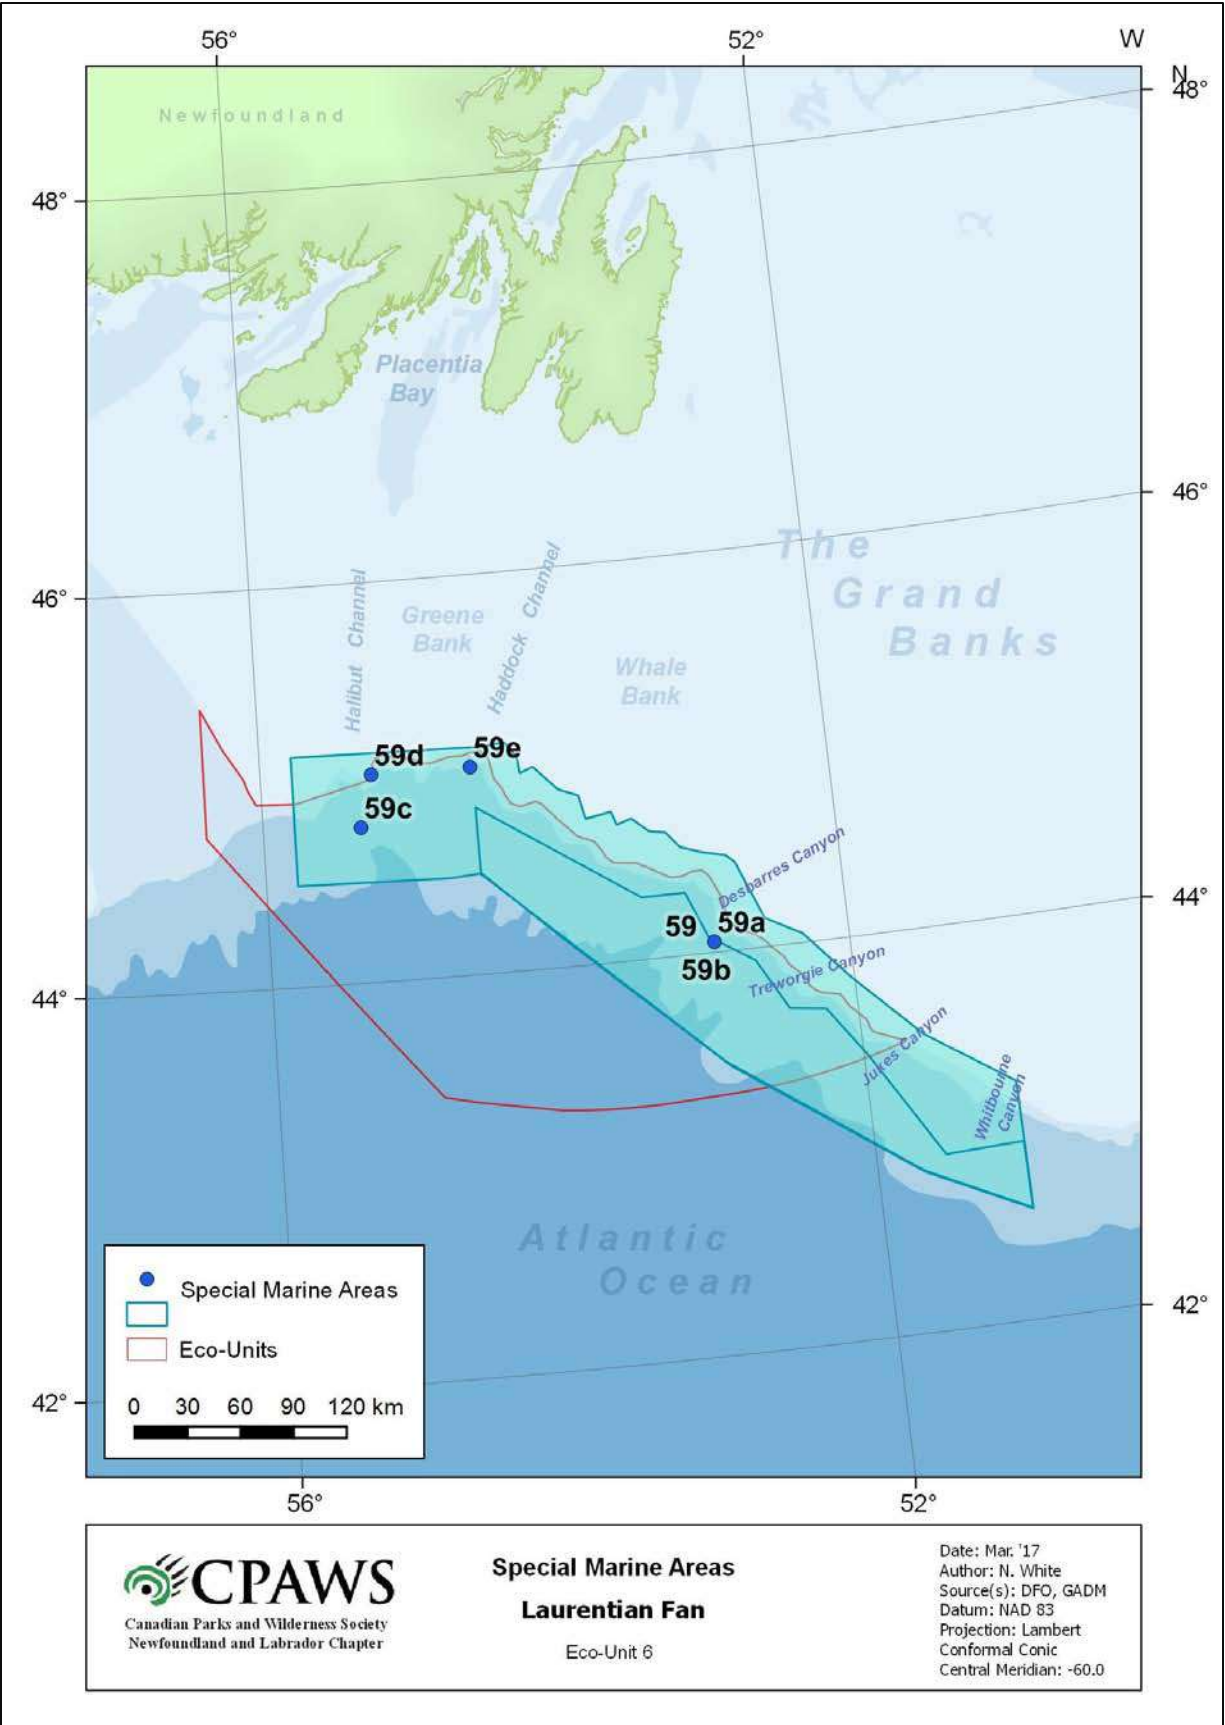 56°
52°
W
N
48°
Newfoundland
48°
Placentia
Bay
46°
The
Grand
Banks
46°
Halibut Channel
Greene
Bank
Haddock Channel
Whale
Bank
59d
59e
59c
Desbarres Canyon
44°
59
59a
59b
Treworgie Canyon
44°
Jukes Canyon
Whitbourne
Canyon
Atlantic
Ocean
Special Marine Areas
Eco-Units
0 30 60 90 120 km
42°
42°
56°
52°
CPAWS
Canadian Parks and Wilderness Society
Newfoundland and Labrador Chapter
Special Marine Areas
Laurentian Fan
Eco-Unit 6
Date: Mar. '17
Author: N. White
Source(s): DFO, GADM
Datum: NAD 83
Projection: Lambert
Conformal Conic
Central Meridian: -60.0